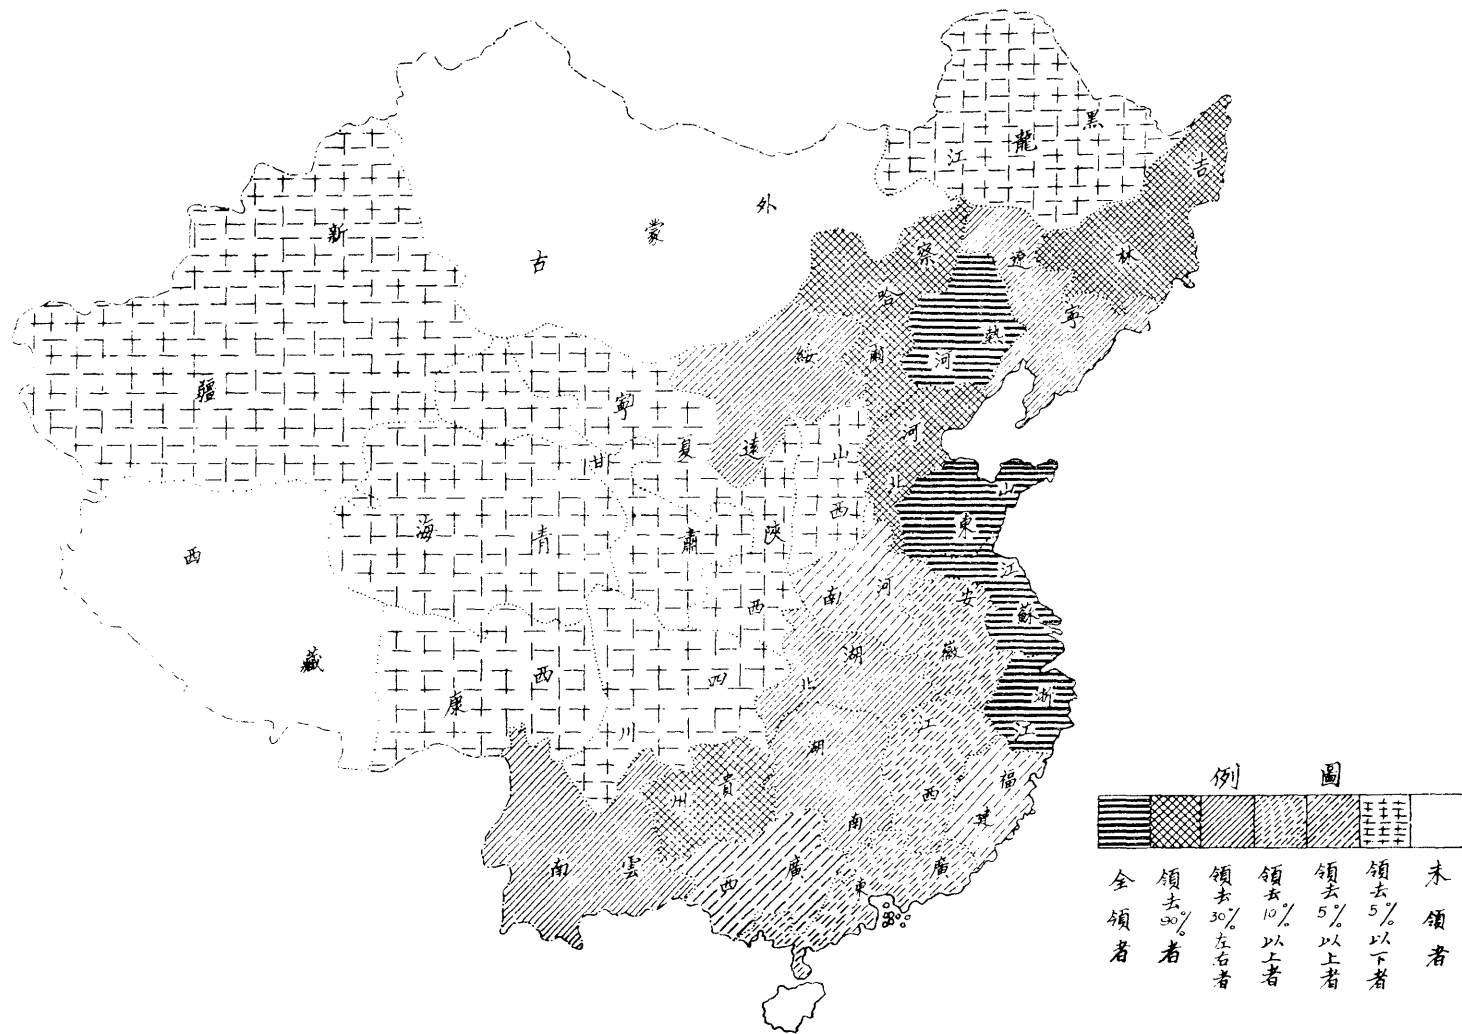 黑龍江
吉林
遼寧
外蒙古
新疆
察哈爾
熱河
綏遠
寧夏
甘肅
青海
陝西
山西
河北
山東
江蘇
河南
安徽
湖北
浙江
西藏
西康
四川
湖南
江西
福建
貴州
雲南
廣西
廣東
圖例
全領者
領去90%者
領去30%左右者
領去10%以上者
領去5%以上者
領去5%以下者
未領者